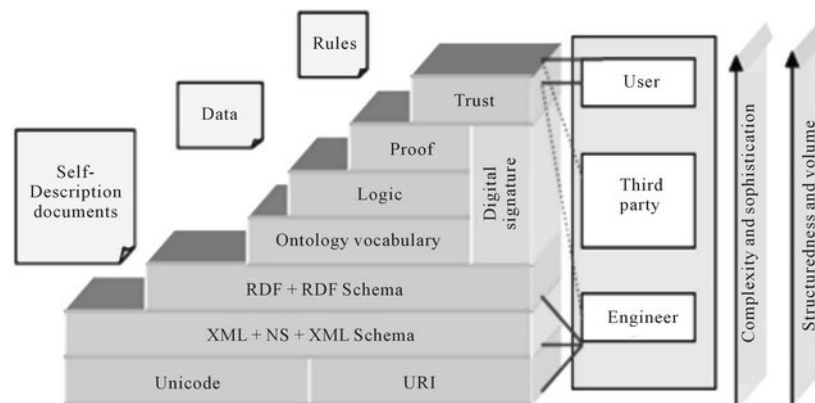 Rules
Data
Self-
Description
documents
Trust
Proof
Logic
Ontology vocabulary
Digital
signature
RDF + RDF Schema
XML + NS + XML Schema
Unicode
URI
User
Third
party
Engineer
Complexity and sophistication
Structuredness and volume